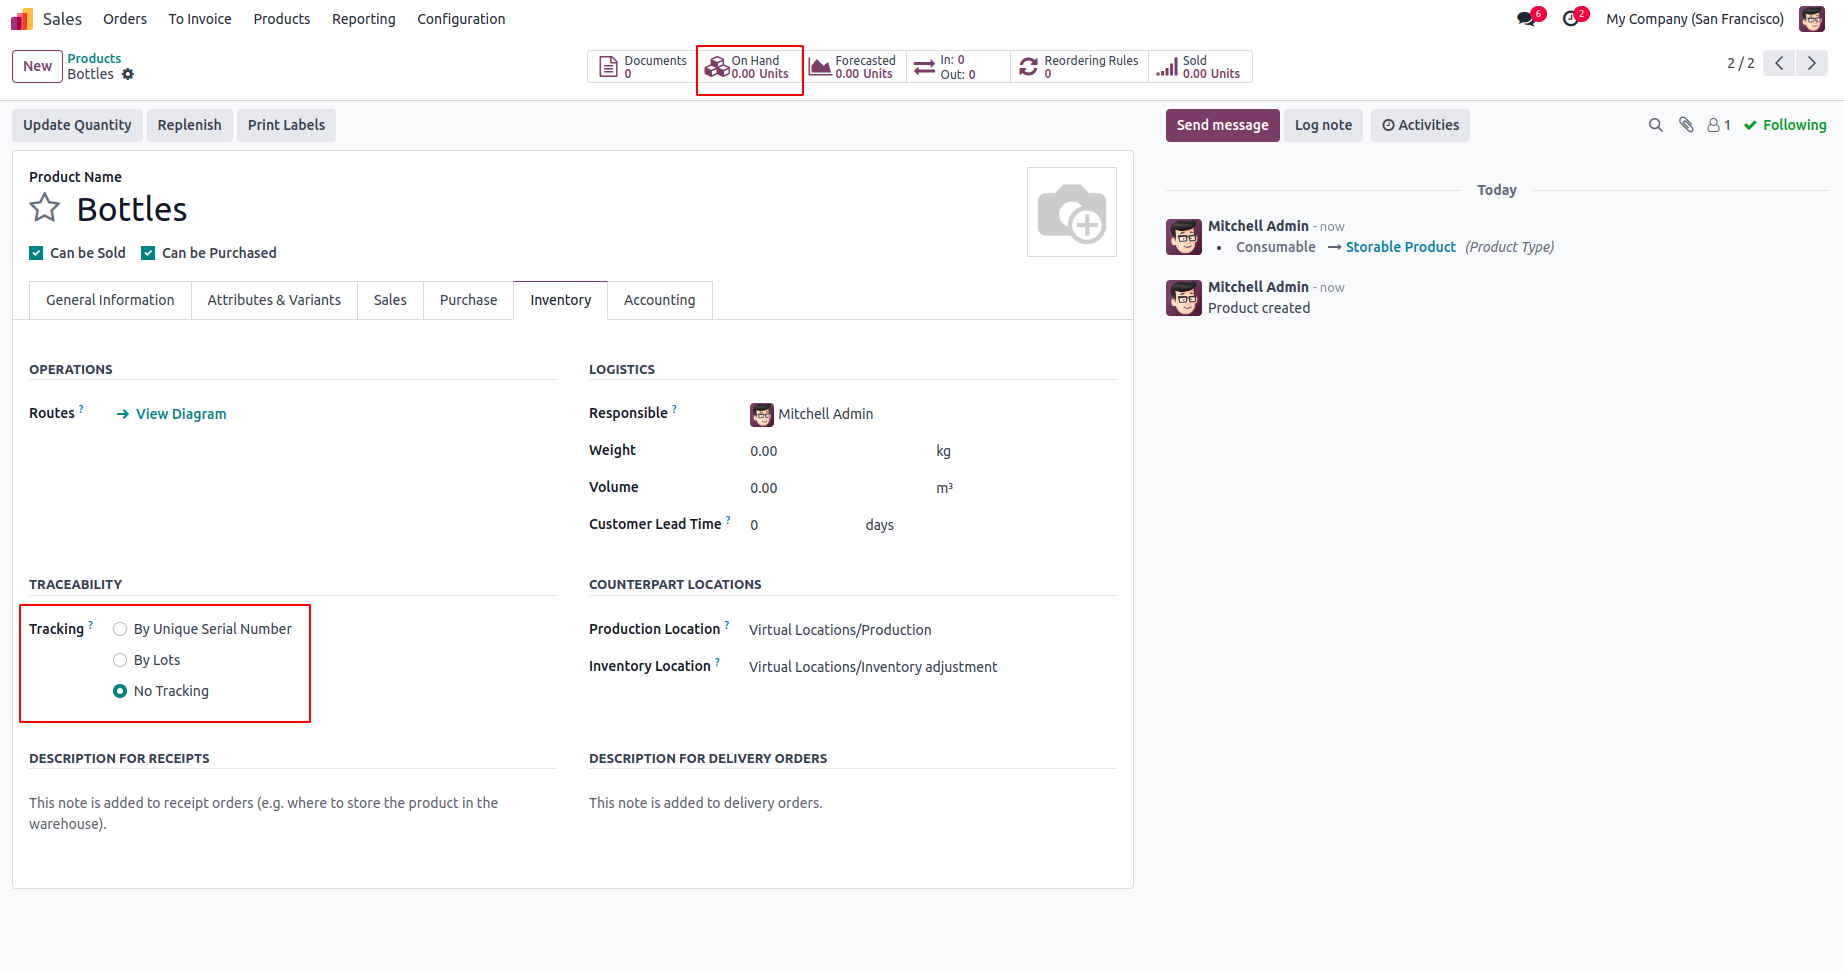 Sales Orders To Invoice Products Reporting Configuration 6 2 My Company (San Francisco)
New Products
Bottles
Documents
0
On Hand
0.00 Units
Forecasted
0.00 Units
In: 0
Out: 0
Reordering Rules
0
Sold
0.00 Units
2 / 2
Update Quantity Replenish Print Labels
Send message Log note Activities 1 Following
Product Name
Bottles
Can be Sold Can be Purchased
General Information Attributes & Variants Sales Purchase Inventory Accounting
OPERATIONS
Routes ? → View Diagram
LOGISTICS
Responsible ? Mitchell Admin
Weight 0.00 kg
Volume 0.00 m³
Customer Lead Time ? 0 days
TRACEABILITY
Tracking ? By Unique Serial Number
By Lots
No Tracking
COUNTERPART LOCATIONS
Production Location ? Virtual Locations/Production
Inventory Location ? Virtual Locations/Inventory adjustment
DESCRIPTION FOR RECEIPTS
This note is added to receipt orders (e.g. where to store the product in the
warehouse).
DESCRIPTION FOR DELIVERY ORDERS
This note is added to delivery orders.
Today
Mitchell Admin - now
• Consumable → Storable Product (Product Type)
Mitchell Admin - now
Product created